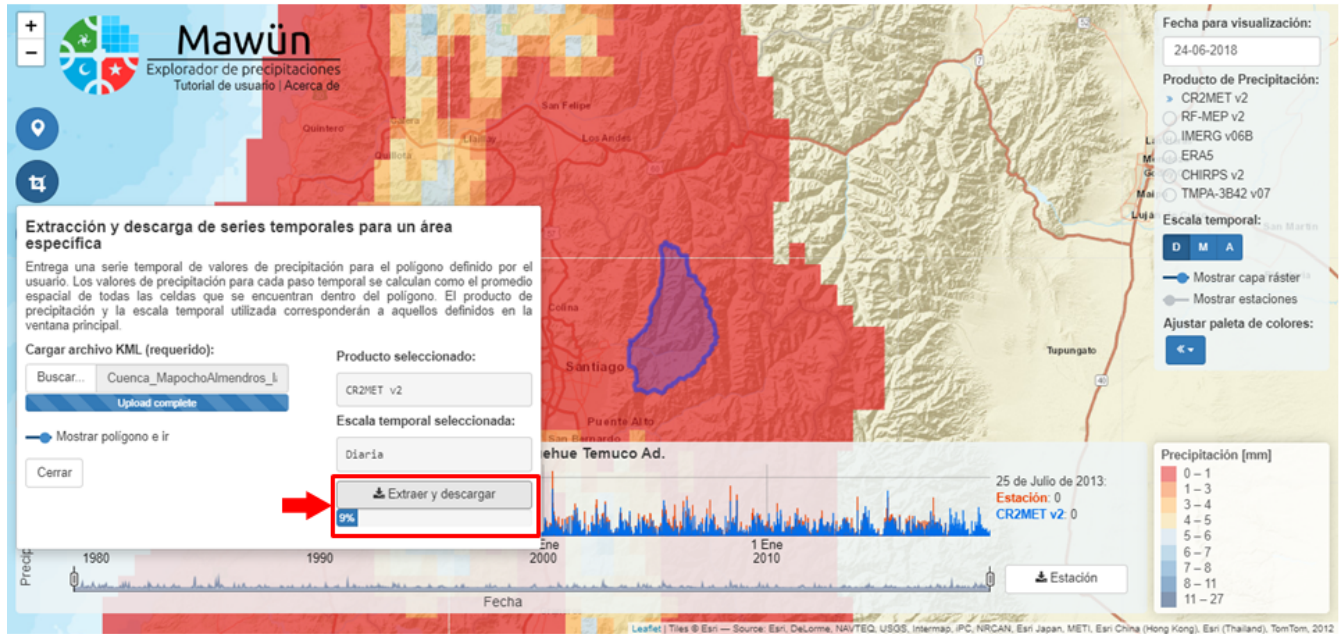 +
−
Mawün
Explorador de precipitaciones
Tutorial de usuario | Acerca de
Fecha para visualización:
24-06-2018
Producto de Precipitación:
CR2MET v2
RF-MEP v2
IMERG v06B
ERA5
CHIRPS v2
TMPA-3B42 v07
Escala temporal:
D M A
Mostrar capa ráster
Mostrar estaciones
Ajustar paleta de colores:
52
7
San Felipe
Quintero
Llaillay
Los Andes
Quillota
60
San Martín
Colina
Santiago
Tupungato
40
Puente Alto
San Bernardo
Extracción y descarga de series temporales para un área
específica
Entrega una serie temporal de valores de precipitación para el polígono definido por el
usuario. Los valores de precipitación para cada paso temporal se calculan como el promedio
espacial de todas las celdas que se encuentran dentro del polígono. El producto de
precipitación y la escala temporal utilizada corresponderán a aquellos definidos en la
ventana principal.
Cargar archivo KML (requerido):
Buscar... Cuenca_MapochoAlmendros_l
Upload complete
Mostrar polígono e ir
Cerrar
Producto seleccionado:
CR2MET v2
Escala temporal seleccionada:
Diaria
Extraer y descargar
9%
ehue Temuco Ad.
25 de Julio de 2013:
Estación: 0
CR2MET v2: 0
Precip
1980
1990
Ene
2000
1 Ene
2010
Fecha
Estación
Precipitación [mm]
0 – 1
1 – 3
3 – 4
4 – 5
5 – 6
6 – 7
7 – 8
8 – 11
11 – 27
Leaflet | Tiles © Esri — Source: Esri, DeLorme, NAVTEQ, USGS, Intermap, iPC, NRCAN, Esri Japan, METI, Esri China (Hong Kong), Esri (Thailand), TomTom, 2012